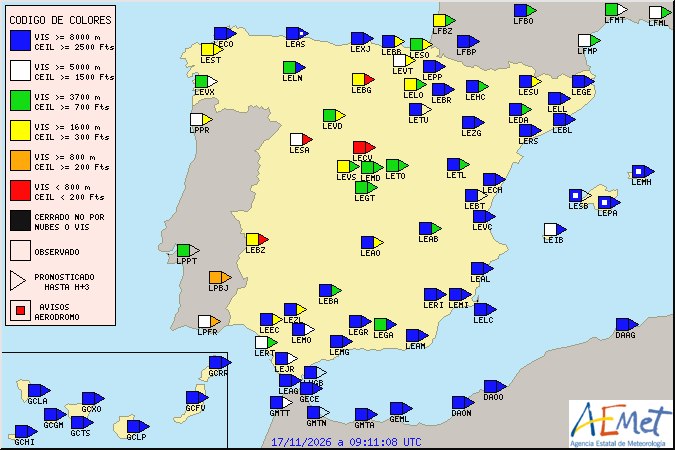 CODIGO DE COLORES
VIS >= 8000 m
CEIL >= 2500 Fts
VIS >= 5000 m
CEIL >= 1500 Fts
VIS >= 3700 m
CEIL >= 700 Fts
VIS >= 1600 m
CEIL >= 300 Fts
VIS >= 800 m
CEIL >= 200 Fts
VIS < 800 m
CEIL < 200 Fts
CERRADO NO POR
NUBES O VIS
OBSERVADO
PRONOSTICADO
HASTA H+3
AVISOS
AERODROMO
LFBO
LFMT
LFML
LFBZ
LECO
LEAS
LEXJ
LEBB
LESO
LFBP
LFMP
LEST
LEVT
LEPP
LELN
LEVX
LEBG
LELO
LEBR
LEHC
LESU
LEGE
LELL
LPPR
LEVD
LETU
LEZG
LEDA
LEBL
LERS
LESA
LECV
LEVS
LEMD
LETO
LETL
LEGT
LECH
LEMH
LEBT
LESB
LEPA
LEVC
LEIB
LEAB
LEBZ
LEAO
LPPT
LPBJ
LEAL
LEBA
LERI
LEMI
LEZL
LELC
LPFR
LEEC
LEMO
LEGR
LEGA
LEAM
DAAG
LERT
LEMG
LEJR
GCRR
LEAG
GECE
DAOO
GCLA
GCXO
GCFV
GMTT
GMTN
GMTA
GEML
DAON
GCGM
GCTS
GCLP
GCHI
17/11/2026 a 09:11:08 UTC
AEMet
Agencia Estatal de Meteorología